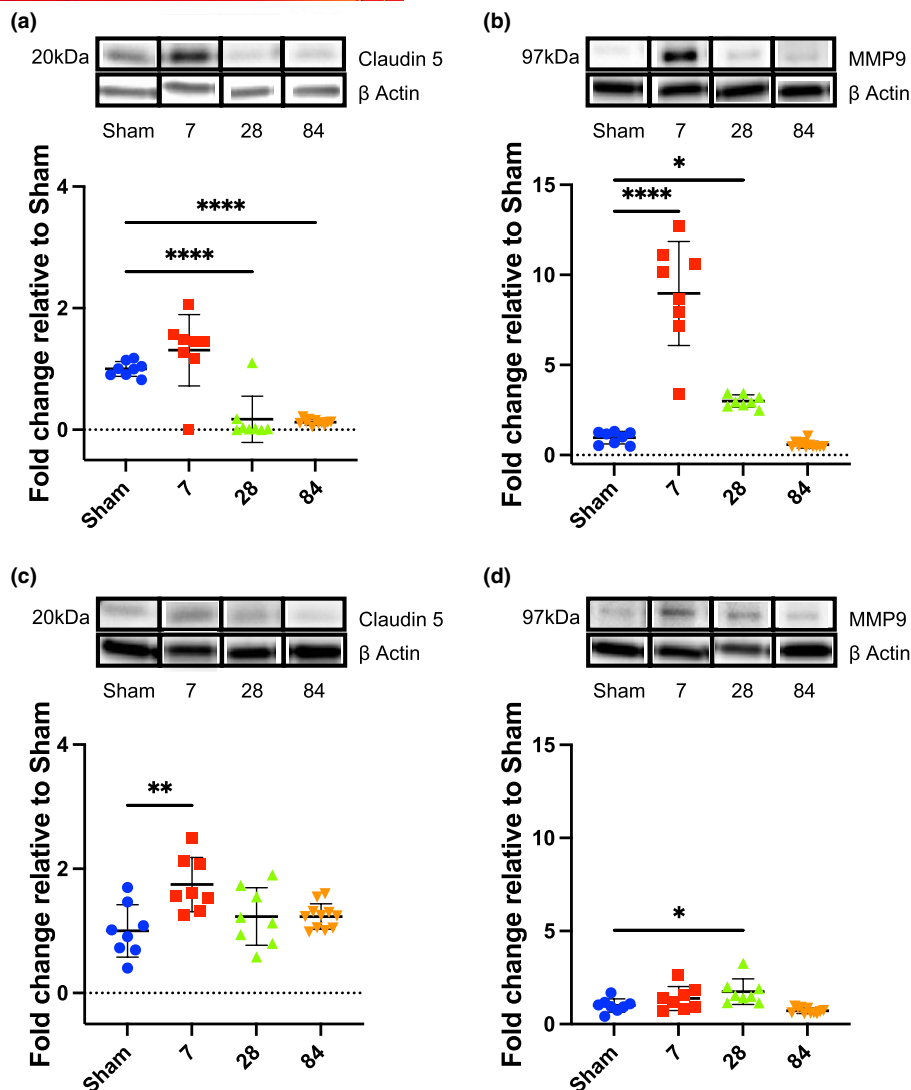 (a)
20kDa
Claudin 5
β Actin
Sham 7 28 84
Fold change relative to Sham
4
2
0
****
****
Sham 7 28 84
(b)
97kDa
MMP9
β Actin
Sham 7 28 84
Fold change relative to Sham
15
10
5
0
*
****
Sham 7 28 84
(c)
20kDa
Claudin 5
β Actin
Sham 7 28 84
Fold change relative to Sham
4
2
0
**
Sham 7 28 84
(d)
97kDa
MMP9
β Actin
Sham 7 28 84
Fold change relative to Sham
15
10
5
0
*
Sham 7 28 84